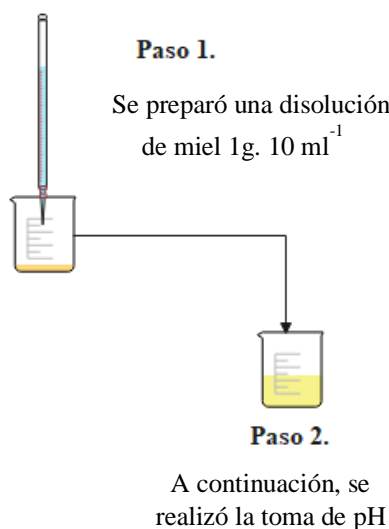 Paso 1.
Se preparó una disolución
de miel 1g. 10 ml⁻¹
Paso 2.
A continuación, se
realizó la toma de pH